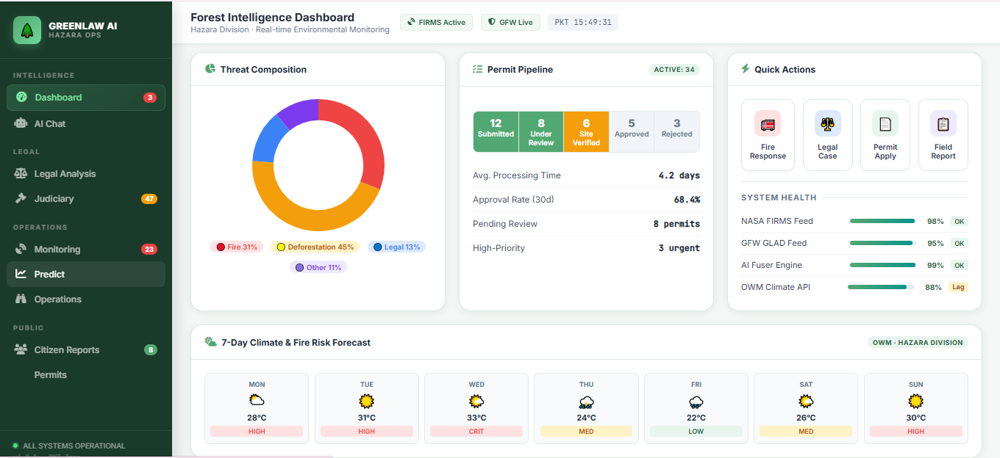 GREENLAW AI
HAZARA OPS
INTELLIGENCE
Dashboard 3
AI Chat
LEGAL
Legal Analysis
Judiciary 47
OPERATIONS
Monitoring 23
Predict
Operations
PUBLIC
Citizen Reports 8
Permits
ALL SYSTEMS OPERATIONAL
Forest Intelligence Dashboard
Hazara Division · Real-time Environmental Monitoring
FIRMS Active
GFW Live
PKT 15:49:31
Threat Composition
Fire 31%
Deforestation 45%
Legal 13%
Other 11%
Permit Pipeline
ACTIVE: 34
12
Submitted
8
Under
Review
6
Site
Verified
5
Approved
3
Rejected
Avg. Processing Time 4.2 days
Approval Rate (30d) 68.4%
Pending Review 8 permits
High-Priority 3 urgent
Quick Actions
Fire
Response
Legal
Case
Permit
Apply
Field
Report
SYSTEM HEALTH
NASA FIRMS Feed 98% OK
GFW GLAD Feed 95% OK
AI Fuser Engine 99% OK
OWM Climate API 88% Lag
7-Day Climate & Fire Risk Forecast
OWM · HAZARA DIVISION
MON
28°C
HIGH
TUE
31°C
HIGH
WED
33°C
CRIT
THU
24°C
MED
FRI
22°C
LOW
SAT
26°C
MED
SUN
30°C
HIGH